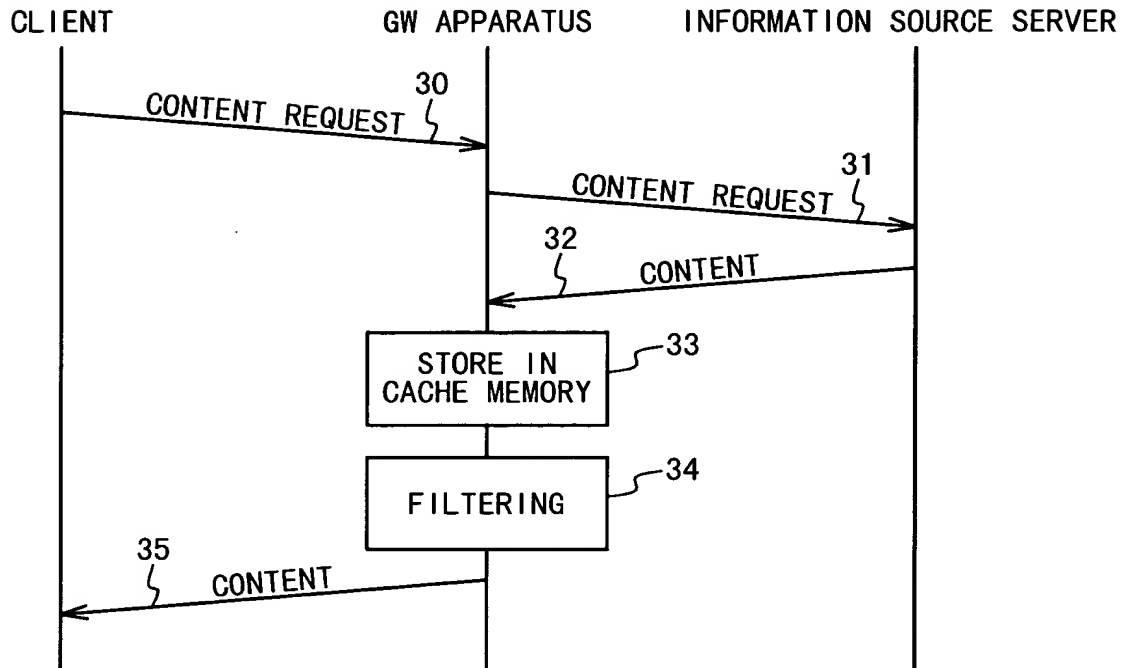 CLIENT
GW APPARATUS
INFORMATION SOURCE SERVER
30
CONTENT REQUEST
31
CONTENT REQUEST
32
CONTENT
STORE IN
CACHE MEMORY
33
FILTERING
34
35
CONTENT